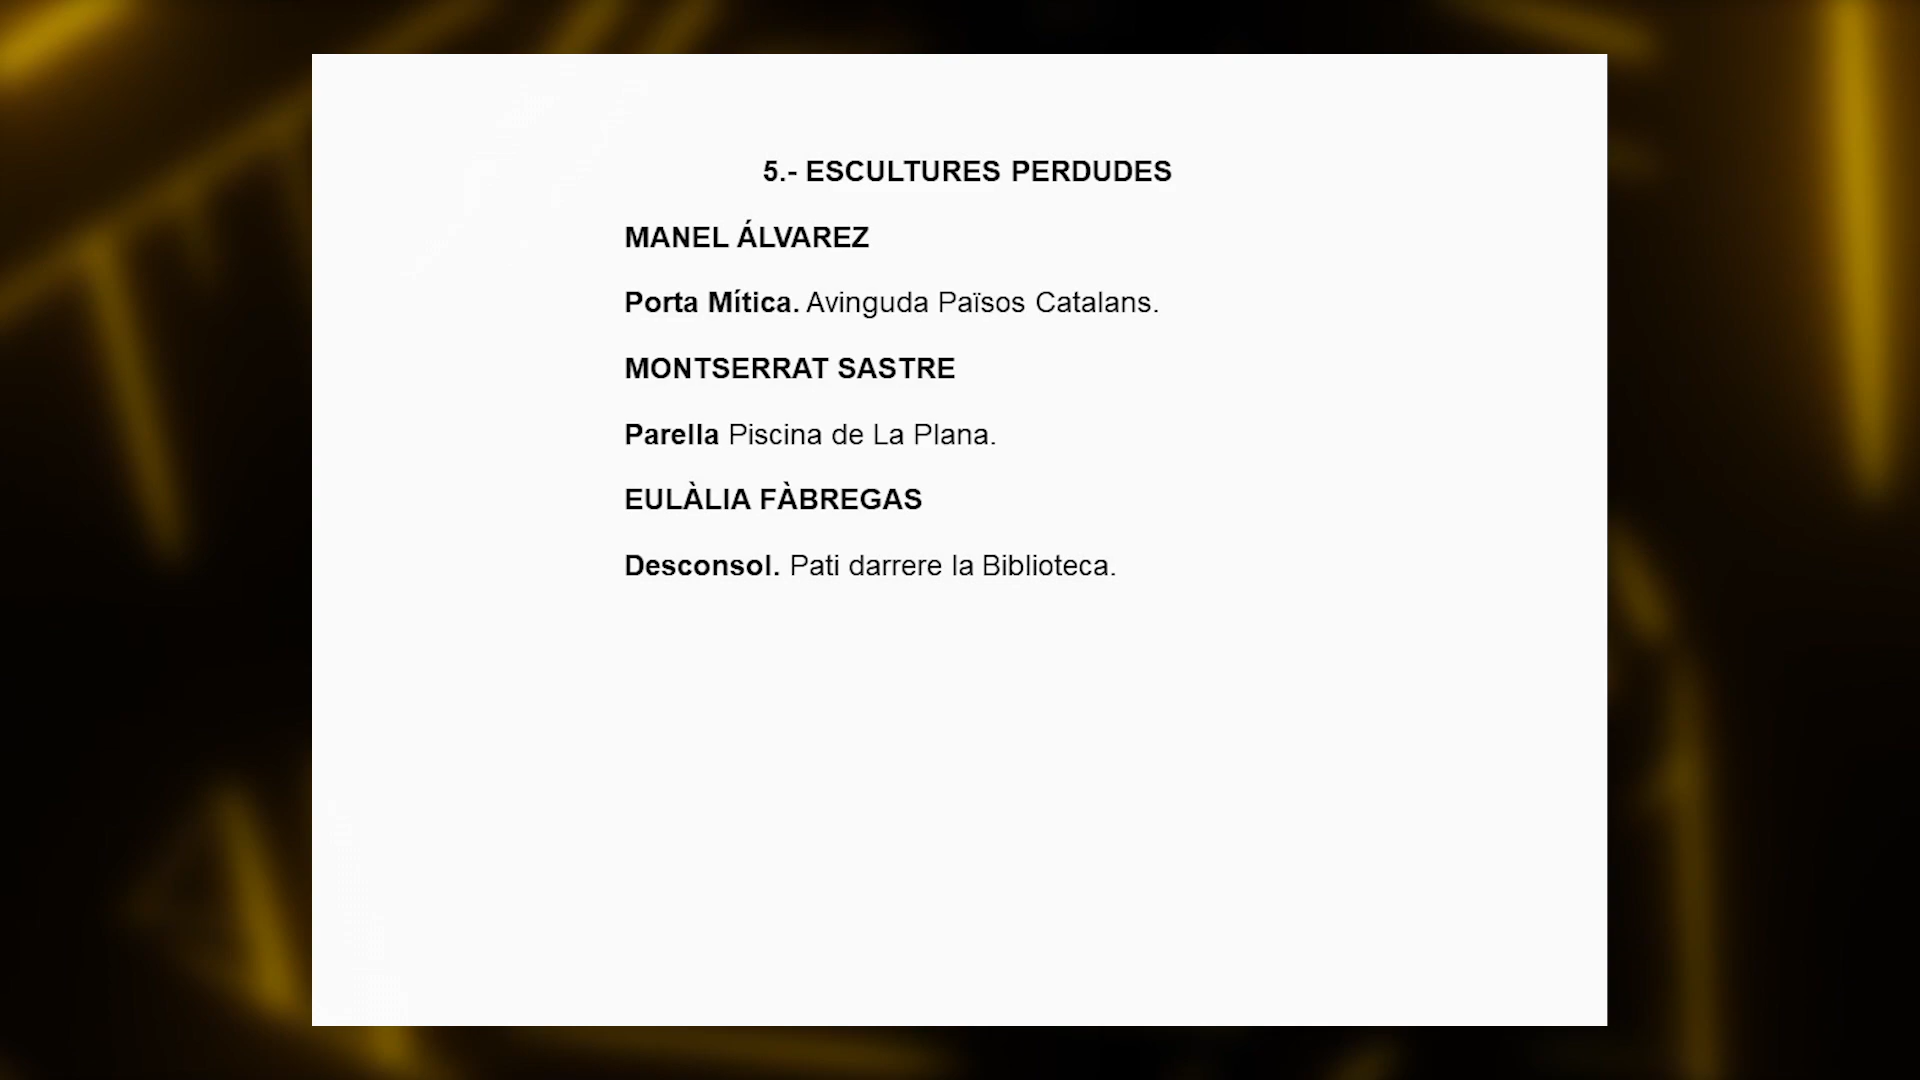 5.- ESCULTURES PERDUDES
MANEL ÁLVAREZ
Porta Mítica. Avinguda Països Catalans.
MONTSERRAT SASTRE
Parella Piscina de La Plana.
EULÀLIA FÀBREGAS
Desconsol. Pati darrere la Biblioteca.